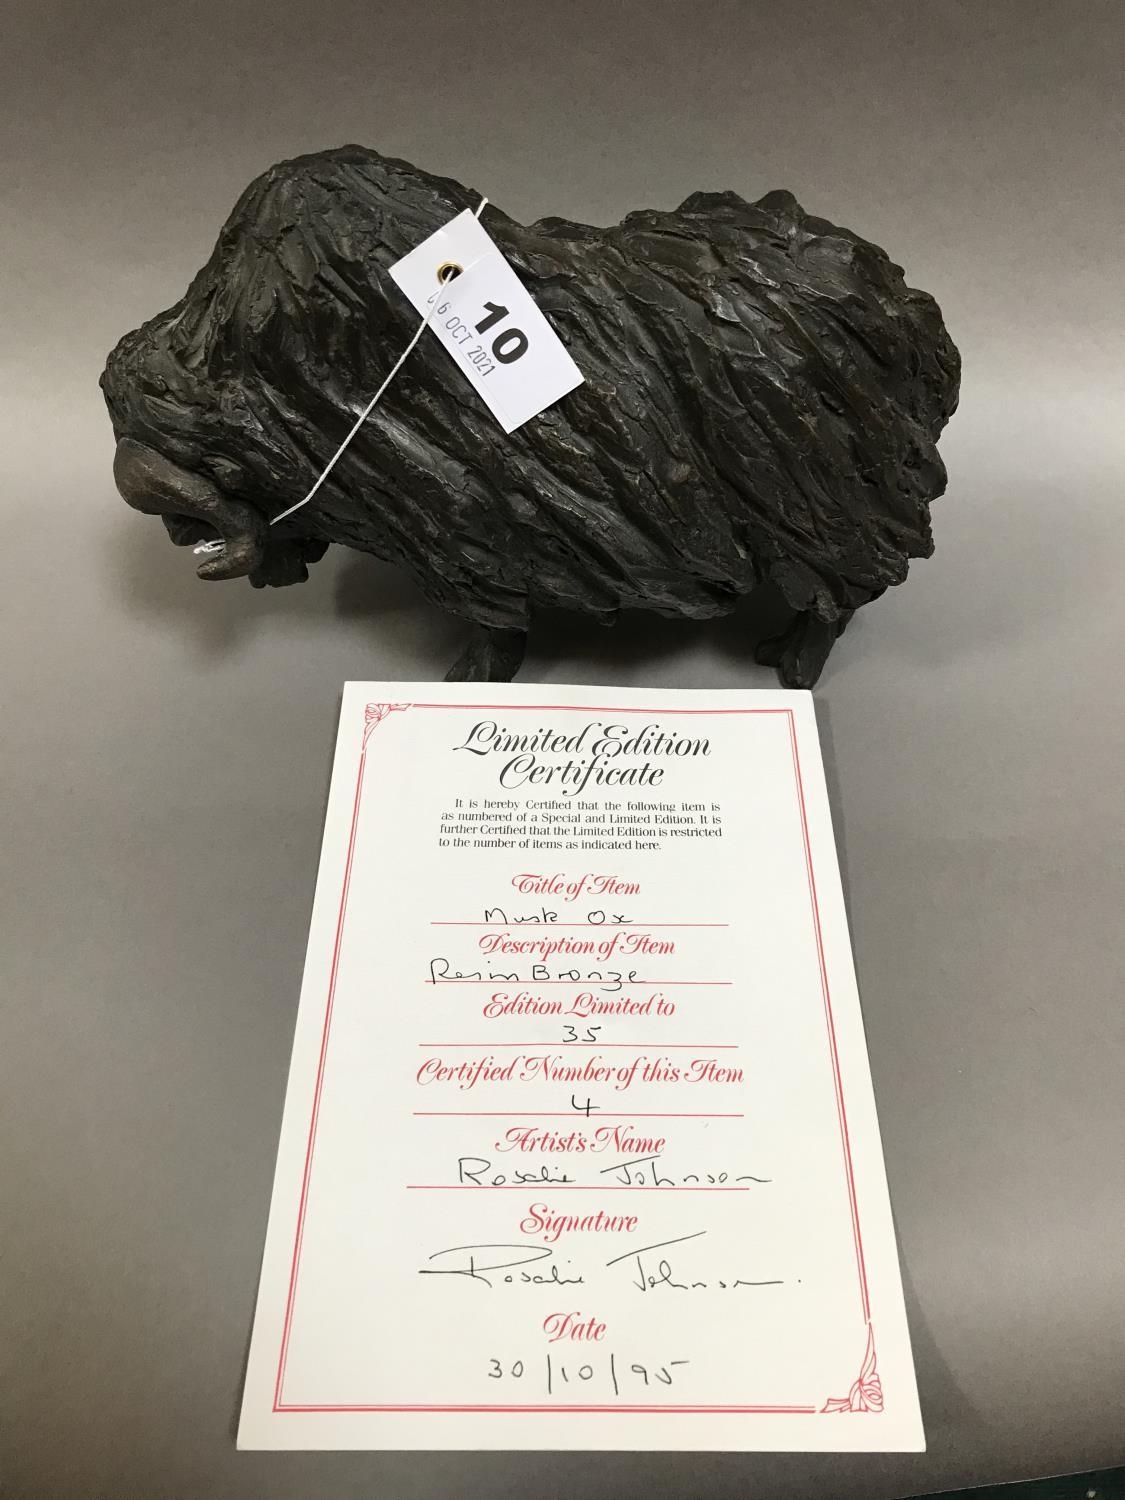 10
06 OCT 2021
Limited Edition
Certificate
It is hereby Certified that the following item is
as numbered of a Special and Limited Edition. It is
further Certified that the Limited Edition is restricted
to the number of items as indicated here.
Title of Item
Musk Ox
Description of Item
Resin Bronze
Edition Limited to
35
Certified Number of this Item
4
Artist's Name
Rosalie Johnson
Signature
Rosalie Johnson.
Date
30/10/95